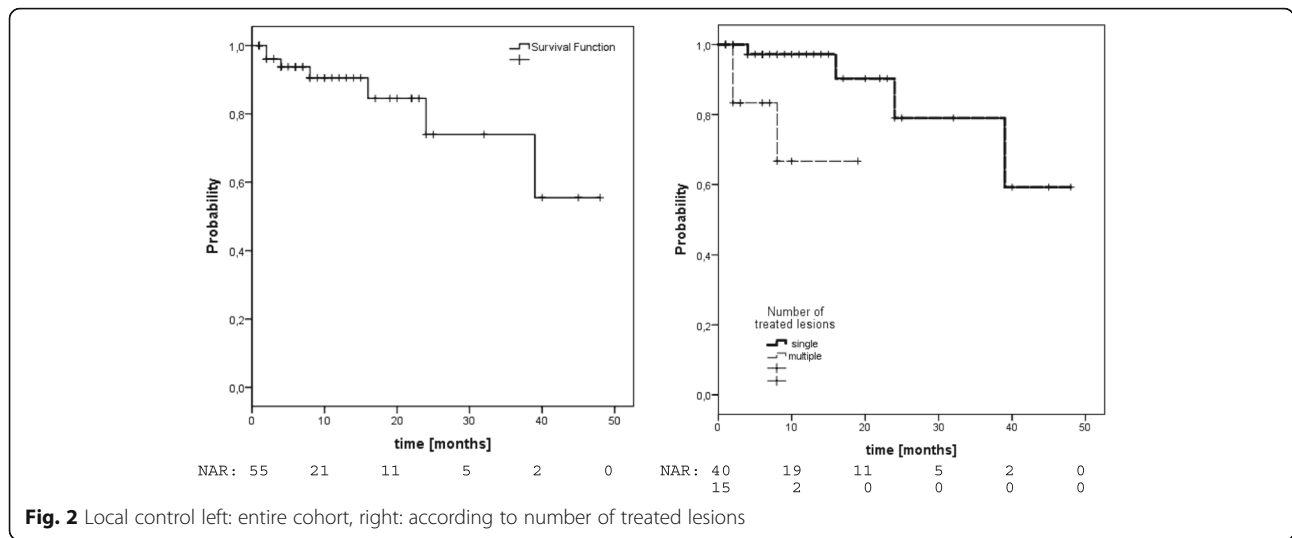 Survival Function
1,0
0,8
0,6
0,4
0,2
0,0
Probability
0 10 20 30 40 50
time [months]
NAR: 55 21 11 5 2 0
1,0
0,8
0,6
0,4
0,2
0,0
Probability
Number of
treated lesions
single
multiple
0 10 20 30 40 50
time [months]
NAR: 40 19 11 5 2 0
15 2 0 0 0 0
Fig. 2 Local control left: entire cohort, right: according to number of treated lesions